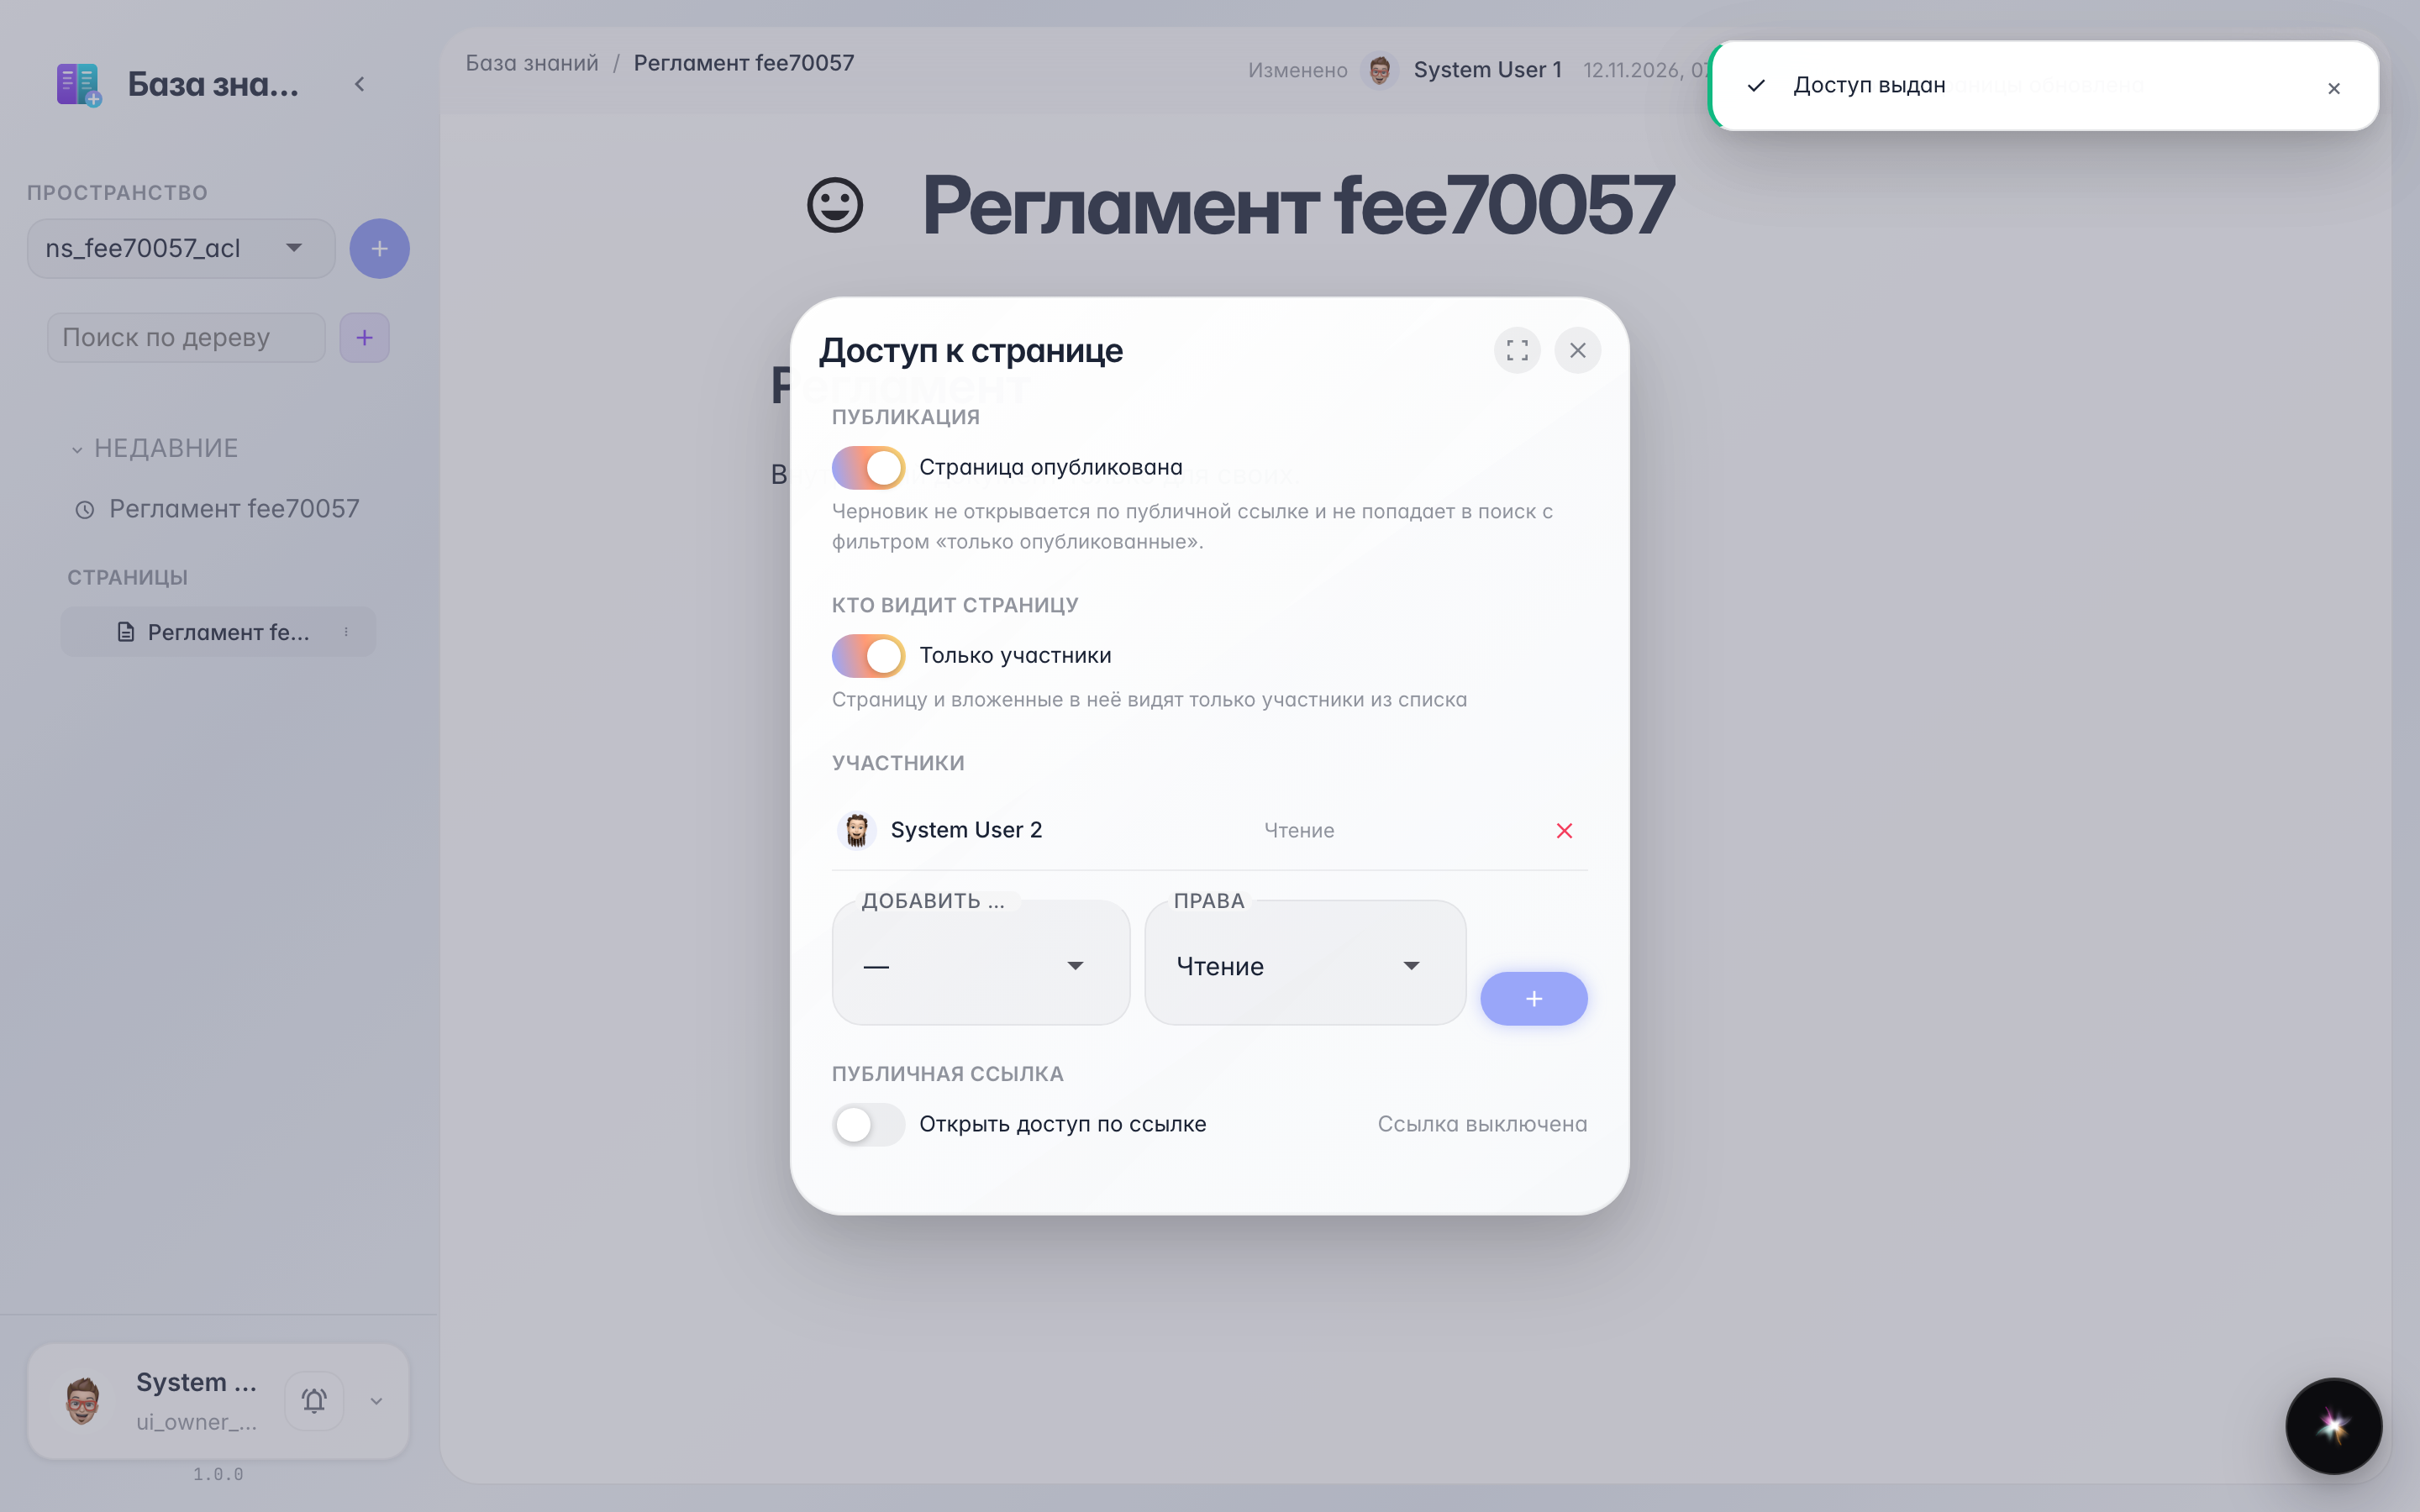 База зна...
ПРОСТРАНСТВО
ns_fee70057_acl
Поиск по дереву
НЕДАВНИЕ
Регламент fee70057
СТРАНИЦЫ
Регламент fe...
System ...
ui_owner_...
1.0.0
База знаний / Регламент fee70057
Изменено System User 1 12.11.2026, 07
Доступ выдан
Регламент fee70057
Доступ к странице
ПУБЛИКАЦИЯ
Страница опубликована
Черновик не открывается по публичной ссылке и не попадает в поиск с
фильтром «только опубликованные».
КТО ВИДИТ СТРАНИЦУ
Только участники
Страницу и вложенные в неё видят только участники из списка
УЧАСТНИКИ
System User 2 Чтение
ДОБАВИТЬ ... ПРАВА
— Чтение
ПУБЛИЧНАЯ ССЫЛКА
Открыть доступ по ссылке Ссылка выключена